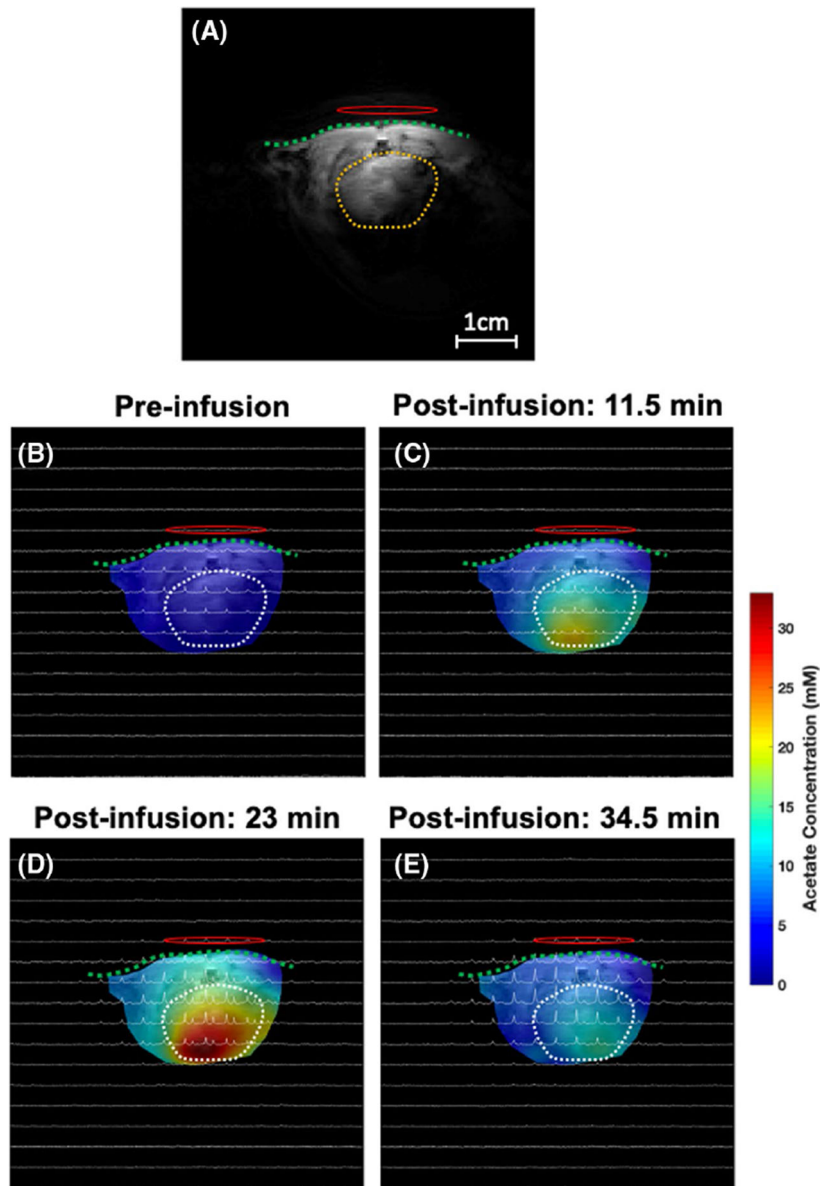 (A)
1cm
Pre-infusion
Post-infusion: 11.5 min
(B)
(C)
30
25
20
15
10
5
0
Acetate Concentration (mM)
Post-infusion: 23 min
Post-infusion: 34.5 min
(D)
(E)